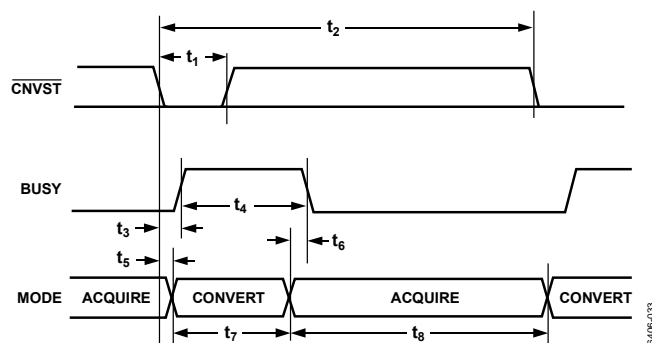 t₂
t₁
CNVST
BUSY
t₄
t₃
t₆
t₅
MODE ACQUIRE CONVERT ACQUIRE CONVERT
t₇ t₈